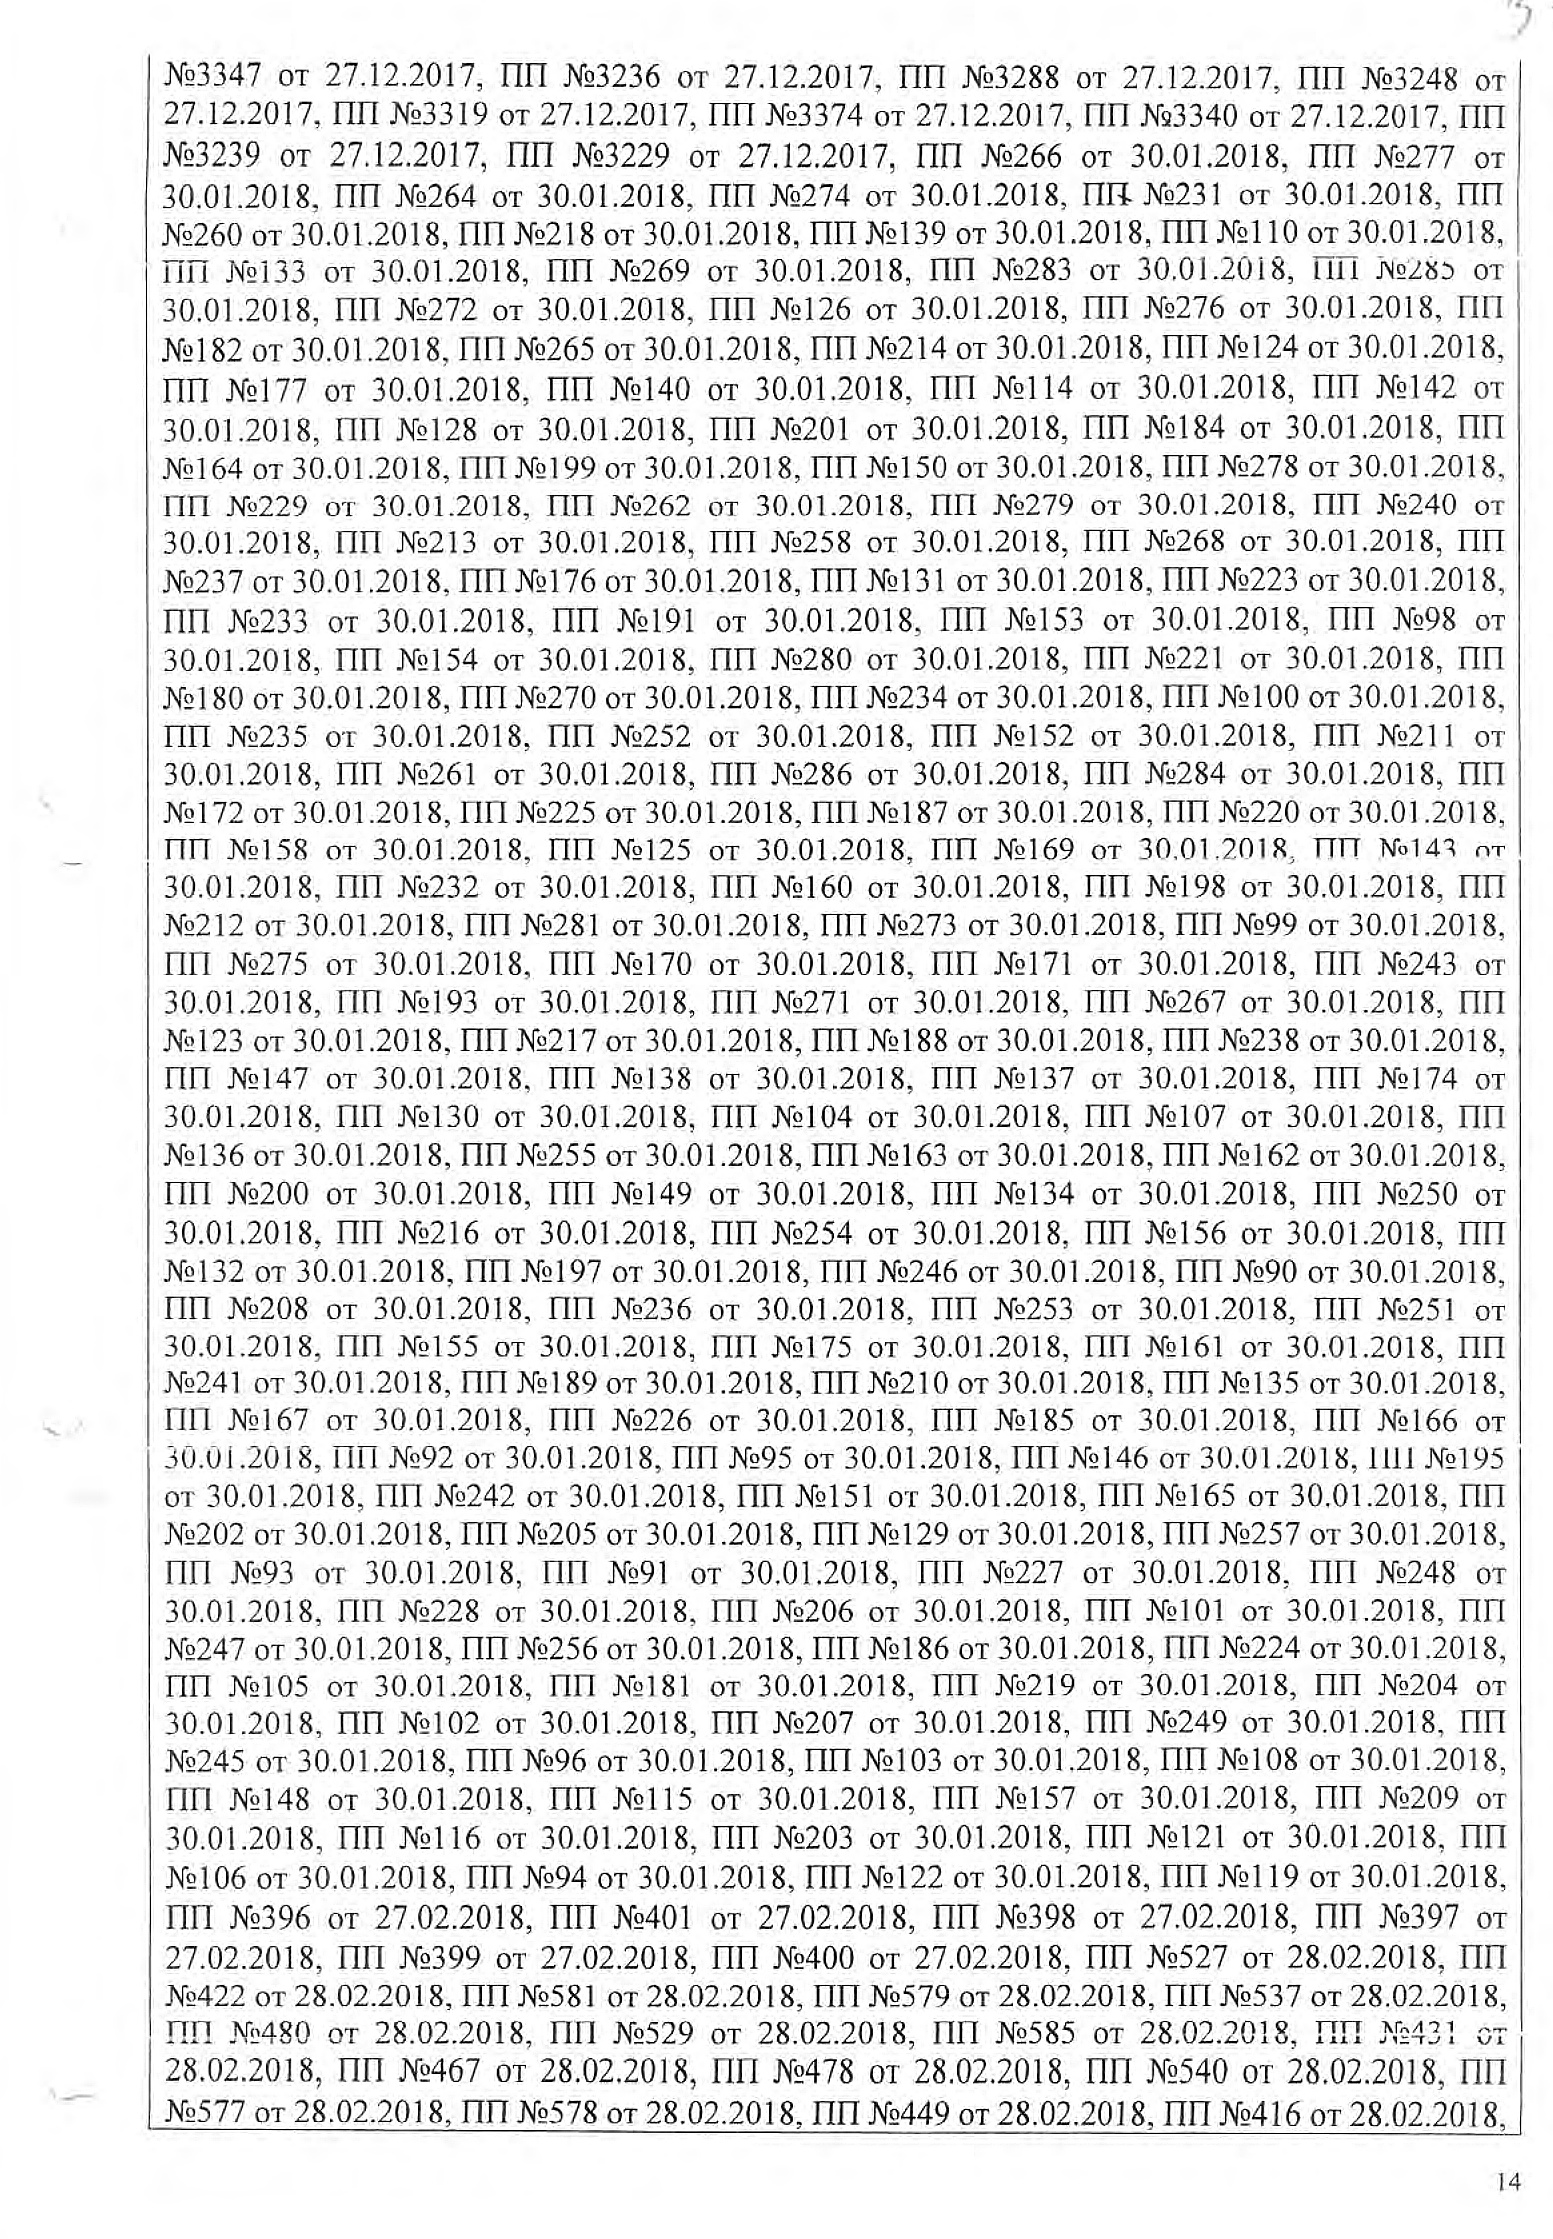 №3347 от 27.12.2017, ПП №3236 от 27.12.2017, ПП №3288 от 27.12.2017, ПП №3248 от
27.12.2017, ПП №3319 от 27.12.2017, ПП №3374 от 27.12.2017, ПП №3340 от 27.12.2017, ПП
№3239 от 27.12.2017, ПП №3229 от 27.12.2017, ПП №266 от 30.01.2018, ПП №277 от
30.01.2018, ПП №264 от 30.01.2018, ПП №274 от 30.01.2018, ПП №231 от 30.01.2018, ПП
№260 от 30.01.2018, ПП №218 от 30.01.2018, ПП №139 от 30.01.2018, ПП №110 от 30.01.2018,
ПП №133 от 30.01.2018, ПП №269 от 30.01.2018, ПП №283 от 30.01.2018, ПП №285 от
30.01.2018, ПП №272 от 30.01.2018, ПП №126 от 30.01.2018, ПП №276 от 30.01.2018, ПП
№182 от 30.01.2018, ПП №265 от 30.01.2018, ПП №214 от 30.01.2018, ПП №124 от 30.01.2018,
ПП №177 от 30.01.2018, ПП №140 от 30.01.2018, ПП №114 от 30.01.2018, ПП №142 от
30.01.2018, ПП №128 от 30.01.2018, ПП №201 от 30.01.2018, ПП №184 от 30.01.2018, ПП
№164 от 30.01.2018, ПП №199 от 30.01.2018, ПП №150 от 30.01.2018, ПП №278 от 30.01.2018,
ПП №229 от 30.01.2018, ПП №262 от 30.01.2018, ПП №279 от 30.01.2018, ПП №240 от
30.01.2018, ПП №213 от 30.01.2018, ПП №258 от 30.01.2018, ПП №268 от 30.01.2018, ПП
№237 от 30.01.2018, ПП №176 от 30.01.2018, ПП №131 от 30.01.2018, ПП №223 от 30.01.2018,
ПП №233 от 30.01.2018, ПП №191 от 30.01.2018, ПП №153 от 30.01.2018, ПП №98 от
30.01.2018, ПП №154 от 30.01.2018, ПП №280 от 30.01.2018, ПП №221 от 30.01.2018, ПП
№180 от 30.01.2018, ПП №270 от 30.01.2018, ПП №234 от 30.01.2018, ПП №100 от 30.01.2018,
ПП №235 от 30.01.2018, ПП №252 от 30.01.2018, ПП №152 от 30.01.2018, ПП №211 от
30.01.2018, ПП №261 от 30.01.2018, ПП №286 от 30.01.2018, ПП №284 от 30.01.2018, ПП
№172 от 30.01.2018, ПП №225 от 30.01.2018, ПП №187 от 30.01.2018, ПП №220 от 30.01.2018,
ПП №158 от 30.01.2018, ПП №125 от 30.01.2018, ПП №169 от 30.01.2018, ПП №143 от
30.01.2018, ПП №232 от 30.01.2018, ПП №160 от 30.01.2018, ПП №198 от 30.01.2018, ПП
№212 от 30.01.2018, ПП №281 от 30.01.2018, ПП №273 от 30.01.2018, ПП №99 от 30.01.2018,
ПП №275 от 30.01.2018, ПП №170 от 30.01.2018, ПП №171 от 30.01.2018, ПП №243 от
30.01.2018, ПП №193 от 30.01.2018, ПП №271 от 30.01.2018, ПП №267 от 30.01.2018, ПП
№123 от 30.01.2018, ПП №217 от 30.01.2018, ПП №188 от 30.01.2018, ПП №238 от 30.01.2018,
ПП №147 от 30.01.2018, ПП №138 от 30.01.2018, ПП №137 от 30.01.2018, ПП №174 от
30.01.2018, ПП №130 от 30.01.2018, ПП №104 от 30.01.2018, ПП №107 от 30.01.2018, ПП
№136 от 30.01.2018, ПП №255 от 30.01.2018, ПП №163 от 30.01.2018, ПП №162 от 30.01.2018,
ПП №200 от 30.01.2018, ПП №149 от 30.01.2018, ПП №134 от 30.01.2018, ПП №250 от
30.01.2018, ПП №216 от 30.01.2018, ПП №254 от 30.01.2018, ПП №156 от 30.01.2018, ПП
№132 от 30.01.2018, ПП №197 от 30.01.2018, ПП №246 от 30.01.2018, ПП №90 от 30.01.2018,
ПП №208 от 30.01.2018, ПП №236 от 30.01.2018, ПП №253 от 30.01.2018, ПП №251 от
30.01.2018, ПП №155 от 30.01.2018, ПП №175 от 30.01.2018, ПП №161 от 30.01.2018, ПП
№241 от 30.01.2018, ПП №189 от 30.01.2018, ПП №210 от 30.01.2018, ПП №135 от 30.01.2018,
ПП №167 от 30.01.2018, ПП №226 от 30.01.2018, ПП №185 от 30.01.2018, ПП №166 от
30.01.2018, ПП №92 от 30.01.2018, ПП №95 от 30.01.2018, ПП №146 от 30.01.2018, ПП №195
от 30.01.2018, ПП №242 от 30.01.2018, ПП №151 от 30.01.2018, ПП №165 от 30.01.2018, ПП
№202 от 30.01.2018, ПП №205 от 30.01.2018, ПП №129 от 30.01.2018, ПП №257 от 30.01.2018,
ПП №93 от 30.01.2018, ПП №91 от 30.01.2018, ПП №227 от 30.01.2018, ПП №248 от
30.01.2018, ПП №228 от 30.01.2018, ПП №206 от 30.01.2018, ПП №101 от 30.01.2018, ПП
№247 от 30.01.2018, ПП №256 от 30.01.2018, ПП №186 от 30.01.2018, ПП №224 от 30.01.2018,
ПП №105 от 30.01.2018, ПП №181 от 30.01.2018, ПП №219 от 30.01.2018, ПП №204 от
30.01.2018, ПП №102 от 30.01.2018, ПП №207 от 30.01.2018, ПП №249 от 30.01.2018, ПП
№245 от 30.01.2018, ПП №96 от 30.01.2018, ПП №103 от 30.01.2018, ПП №108 от 30.01.2018,
ПП №148 от 30.01.2018, ПП №115 от 30.01.2018, ПП №157 от 30.01.2018, ПП №209 от
30.01.2018, ПП №116 от 30.01.2018, ПП №203 от 30.01.2018, ПП №121 от 30.01.2018, ПП
№106 от 30.01.2018, ПП №94 от 30.01.2018, ПП №122 от 30.01.2018, ПП №119 от 30.01.2018,
ПП №396 от 27.02.2018, ПП №401 от 27.02.2018, ПП №398 от 27.02.2018, ПП №397 от
27.02.2018, ПП №399 от 27.02.2018, ПП №400 от 27.02.2018, ПП №527 от 28.02.2018, ПП
№422 от 28.02.2018, ПП №581 от 28.02.2018, ПП №579 от 28.02.2018, ПП №537 от 28.02.2018,
ПП №480 от 28.02.2018, ПП №529 от 28.02.2018, ПП №585 от 28.02.2018, ПП №431 от
28.02.2018, ПП №467 от 28.02.2018, ПП №478 от 28.02.2018, ПП №540 от 28.02.2018, ПП
№577 от 28.02.2018, ПП №578 от 28.02.2018, ПП №449 от 28.02.2018, ПП №416 от 28.02.2018,
14